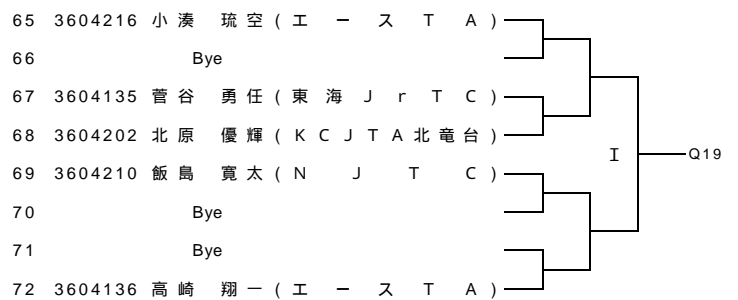 65 3604216 小湊 琉空(エースTA)
66 Bye
67 3604135 菅谷 勇任(東海JrTC)
68 3604202 北原 優輝(KCJTA北竜台)
I Q19
69 3604210 飯島 寛太(NJTC)
70 Bye
71 Bye
72 3604136 高崎 翔一(エースTA)